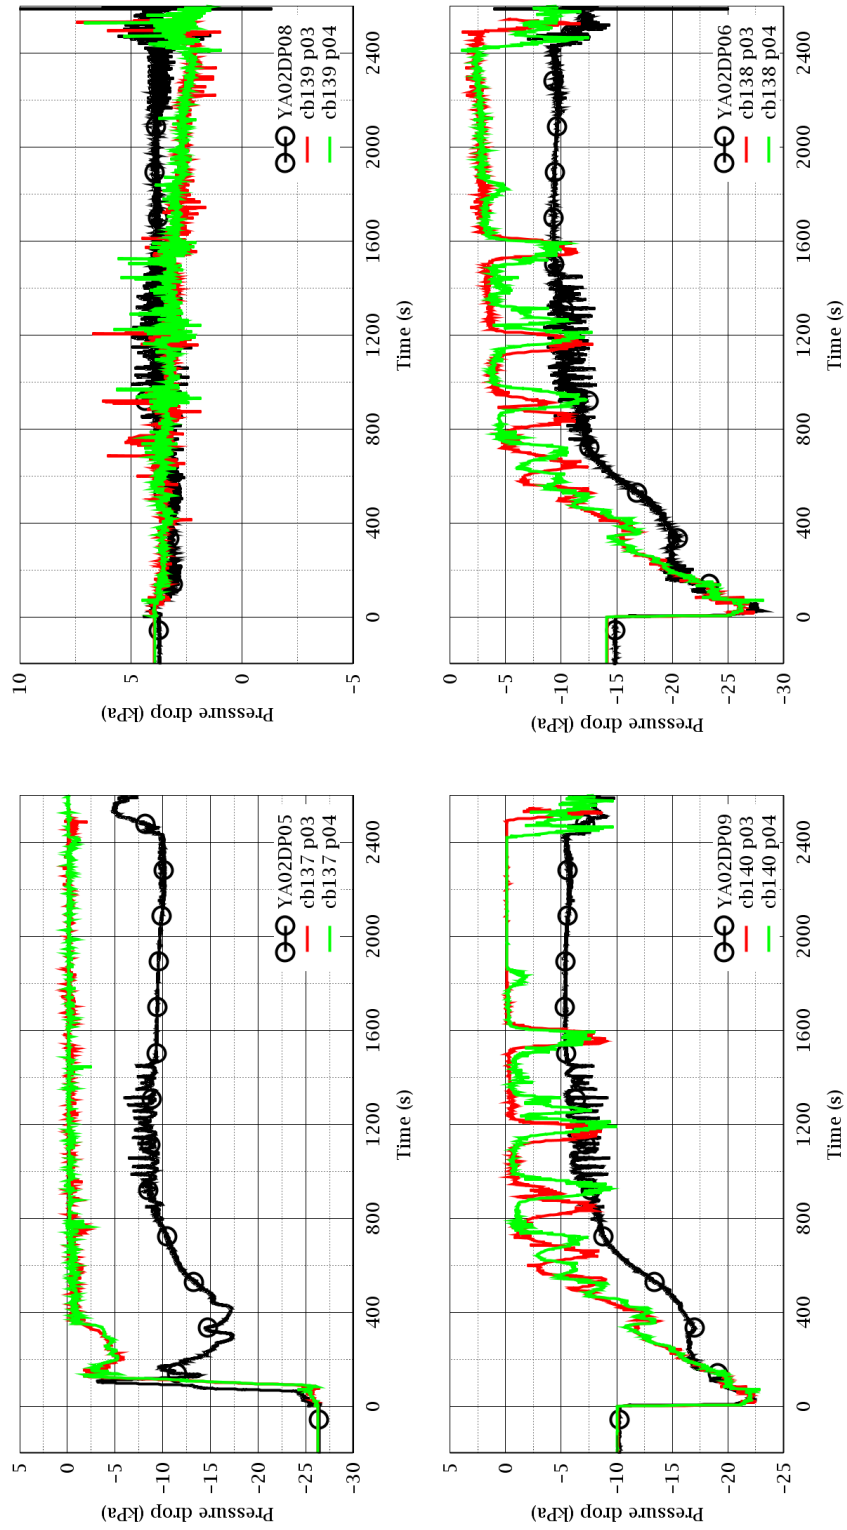 Pressure drop (kPa)
5
0
-5
-10
-15
-20
-25
-30
0 400 800 1200 1600 2000 2400
Time (s)
YA02DP05
cb137 p03
cb137 p04
Pressure drop (kPa)
10
5
0
-5
0 400 800 1200 1600 2000 2400
Time (s)
YA02DP08
cb139 p03
cb139 p04
Pressure drop (kPa)
5
0
-5
-10
-15
-20
-25
0 400 800 1200 1600 2000 2400
Time (s)
YA02DP09
cb140 p03
cb140 p04
Pressure drop (kPa)
0
-5
-10
-15
-20
-25
-30
0 400 800 1200 1600 2000 2400
Time (s)
YA02DP06
cb138 p03
cb138 p04